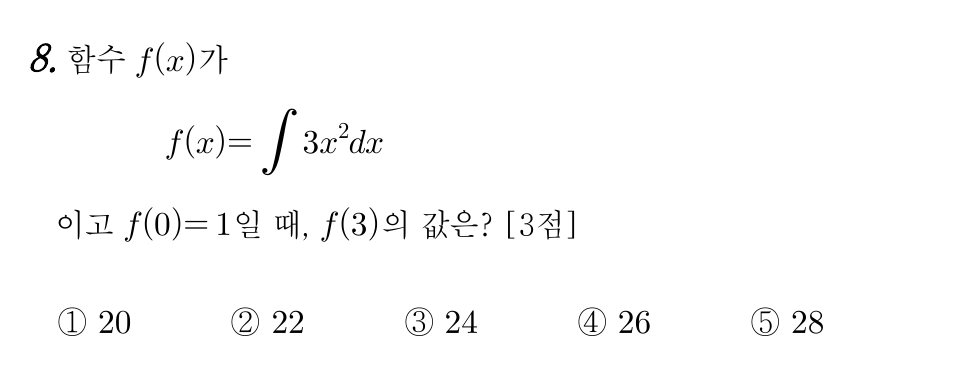 8. 함수 f(x)가
f(x)=∫3x²dx
이고 f(0)=1일 때, f(3)의 값은? [3점]
① 20 ② 22 ③ 24 ④ 26 ⑤ 28